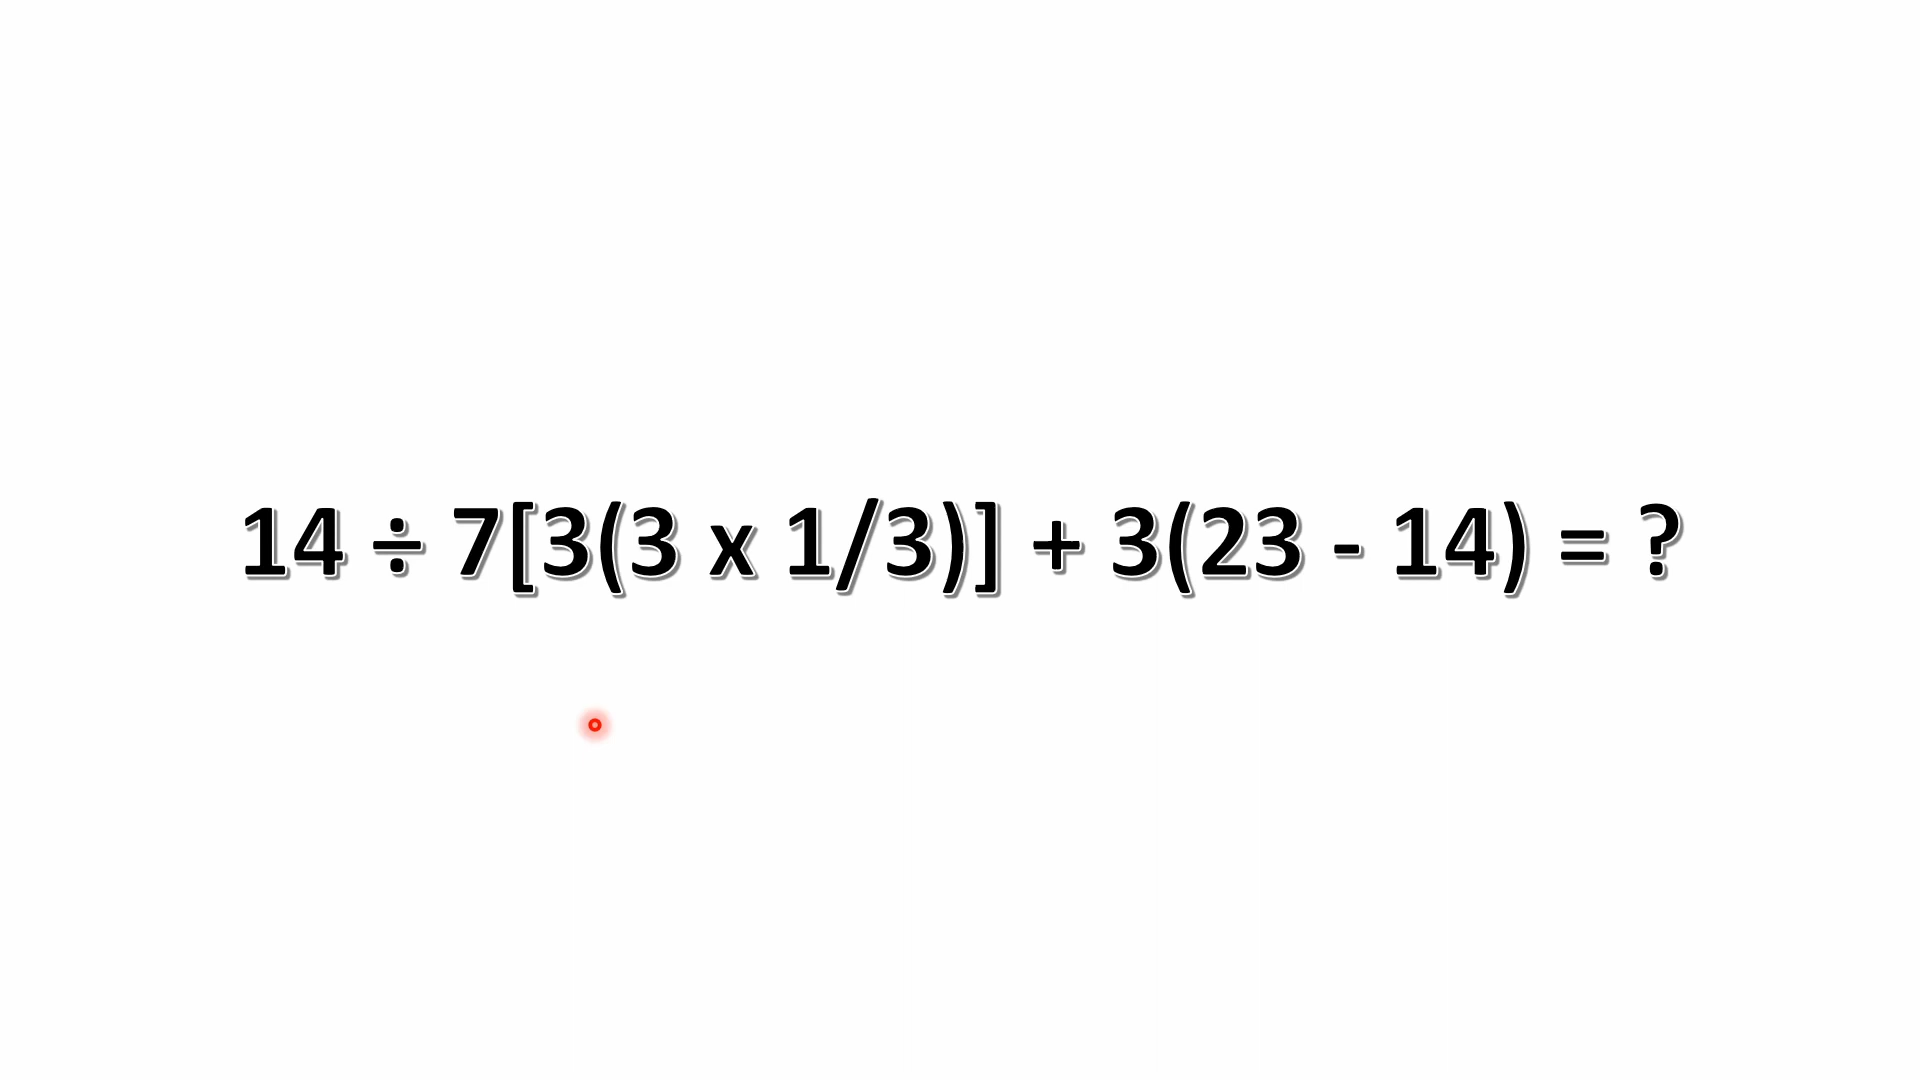 14 ÷ 7[3(3 x 1/3)] + 3(23 - 14) = ?